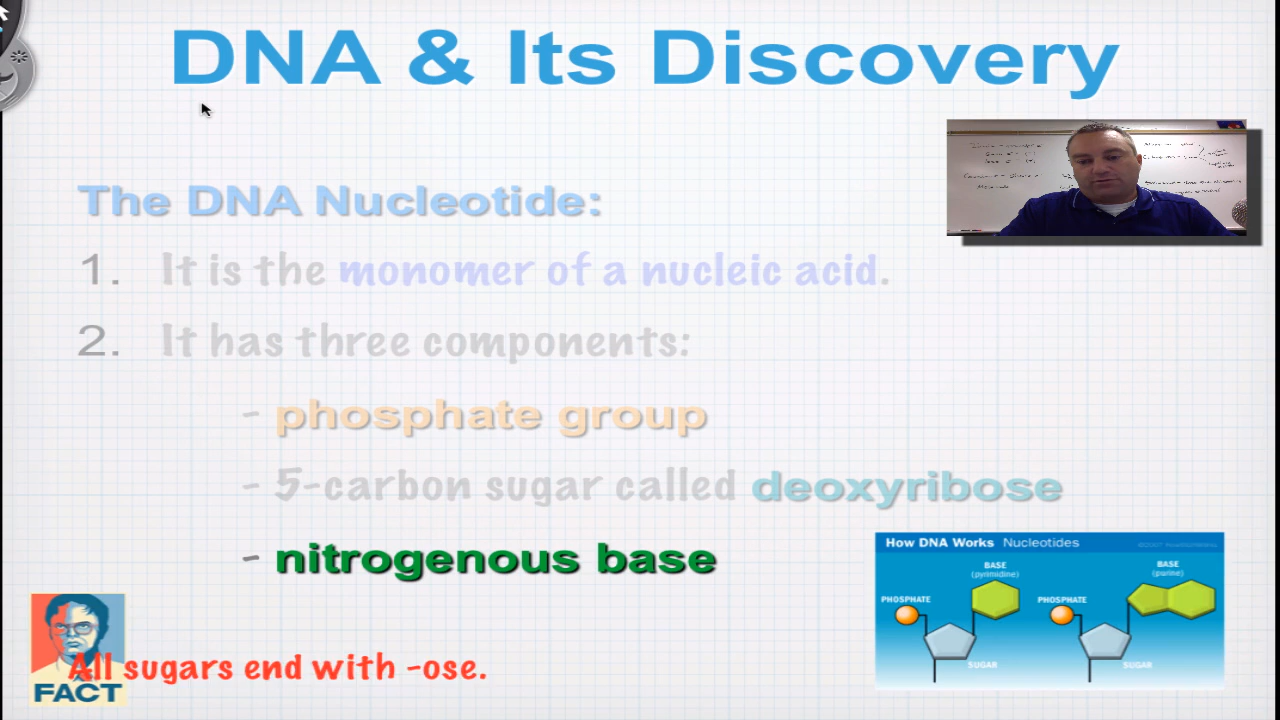 DNA & Its Discovery
The DNA Nucleotide:
1. It is the monomer of a nucleic acid.
2. It has three components:
- phosphate group
- 5-carbon sugar called deoxyribose
- nitrogenous base
How DNA Works Nucleotides
BASE
(pyrimidine)
BASE
(purine)
PHOSPHATE
PHOSPHATE
SUGAR
SUGAR
All sugars end with -ose.
FACT